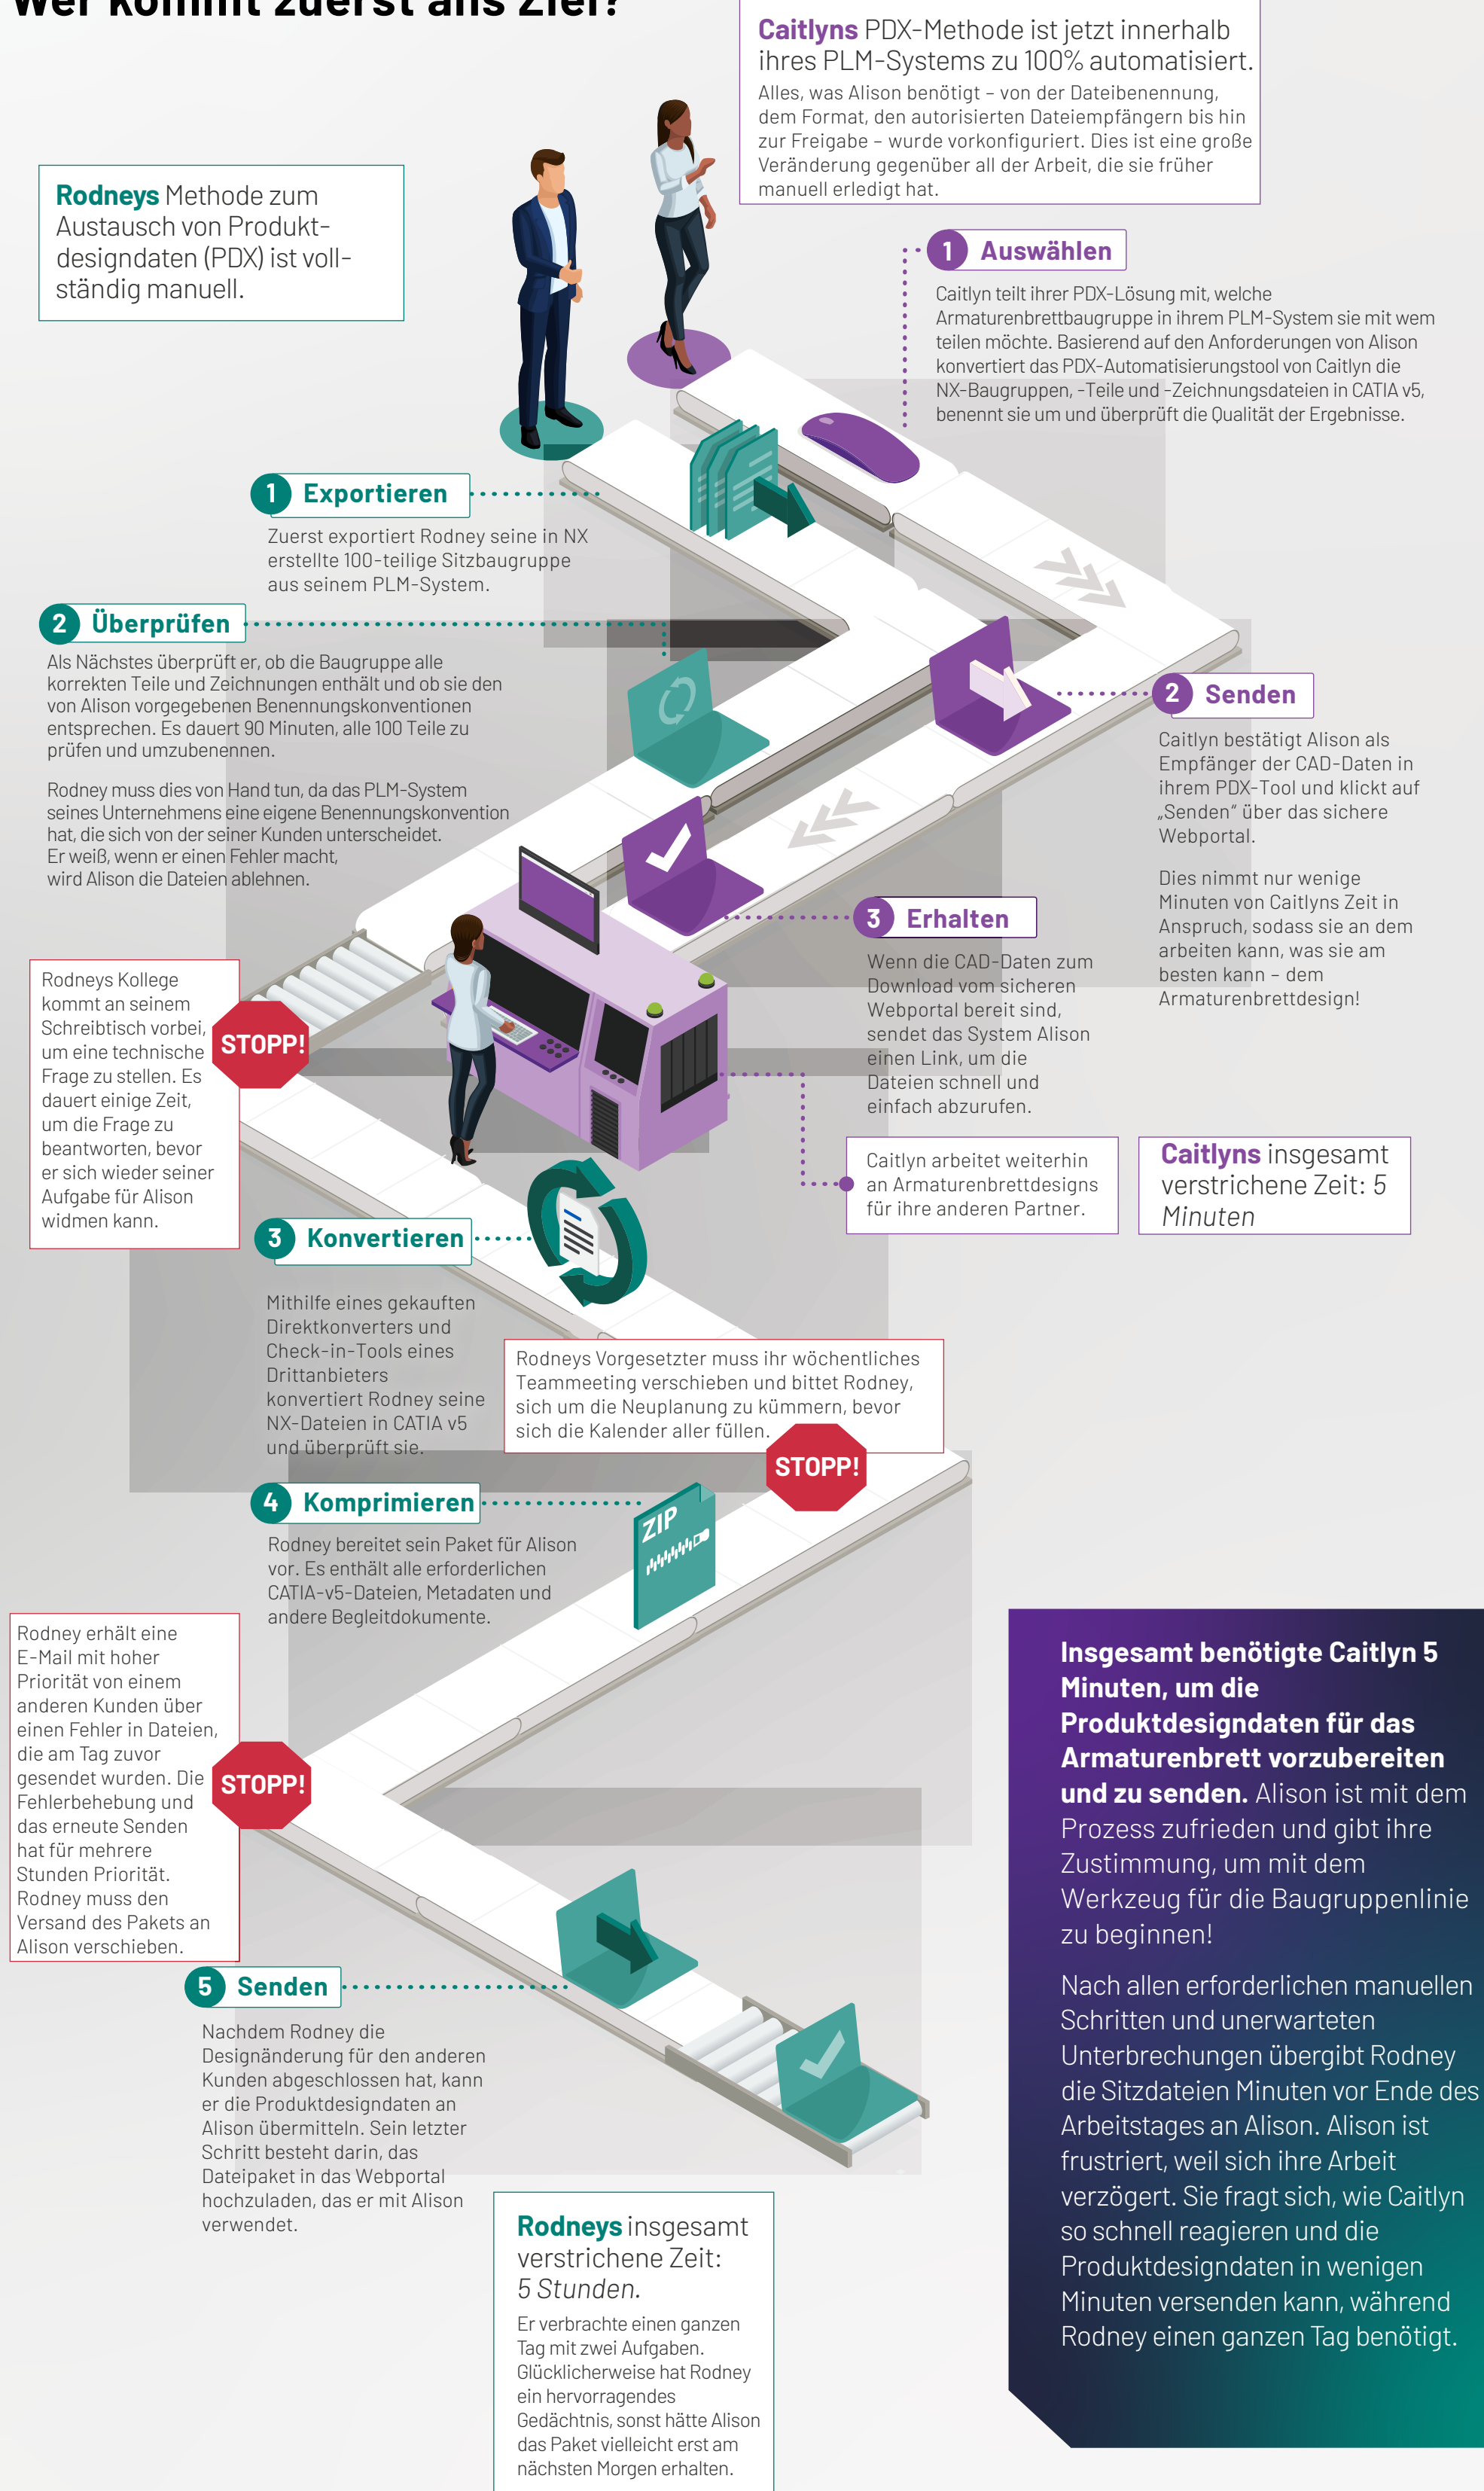 Wer kommt zuerst ans Ziel?
Caitlyns PDX-Methode ist jetzt innerhalb
ihres PLM-Systems zu 100% automatisiert.
Alles, was Alison benötigt – von der Dateibenennung,
dem Format, den autorisierten Dateiempfängern bis hin
zur Freigabe – wurde vorkonfiguriert. Dies ist eine große
Veränderung gegenüber all der Arbeit, die sie früher
manuell erledigt hat.
Rodneys Methode zum
Austausch von Produkt-
designdaten (PDX) ist voll-
ständig manuell.
1 Auswählen
Caitlyn teilt ihrer PDX-Lösung mit, welche
Armaturenbrettbaugruppe in ihrem PLM-System sie mit wem
teilen möchte. Basierend auf den Anforderungen von Alison
konvertiert das PDX-Automatisierungstool von Caitlyn die
NX-Baugruppen, -Teile und -Zeichnungsdateien in CATIA v5,
benennt sie um und überprüft die Qualität der Ergebnisse.
1 Exportieren
Zuerst exportiert Rodney seine in NX
erstellte 100-teilige Sitzbaugruppe
aus seinem PLM-System.
2 Überprüfen
Als Nächstes überprüft er, ob die Baugruppe alle
korrekten Teile und Zeichnungen enthält und ob sie den
von Alison vorgegebenen Benennungskonventionen
entsprechen. Es dauert 90 Minuten, alle 100 Teile zu
prüfen und umzubenennen.
Rodney muss dies von Hand tun, da das PLM-System
seines Unternehmens eine eigene Benennungskonvention
hat, die sich von der seiner Kunden unterscheidet.
Er weiß, wenn er einen Fehler macht,
wird Alison die Dateien ablehnen.
2 Senden
Caitlyn bestätigt Alison als
Empfänger der CAD-Daten in
ihrem PDX-Tool und klickt auf
„Senden“ über das sichere
Webportal.
Dies nimmt nur wenige
Minuten von Caitlyns Zeit in
Anspruch, sodass sie an dem
arbeiten kann, was sie am
besten kann – dem
Armaturenbrettdesign!
3 Erhalten
Wenn die CAD-Daten zum
Download vom sicheren
Webportal bereit sind,
sendet das System Alison
einen Link, um die
Dateien schnell und
einfach abzurufen.
Rodneys Kollege
kommt an seinem
Schreibtisch vorbei,
um eine technische
Frage zu stellen. Es
dauert einige Zeit,
um die Frage zu
beantworten, bevor
er sich wieder seiner
Aufgabe für Alison
widmen kann.
STOPP!
Caitlyn arbeitet weiterhin
an Armaturenbrettdesigns
für ihre anderen Partner.
Caitlyns insgesamt
verstrichene Zeit: 5
Minuten
3 Konvertieren
Mithilfe eines gekauften
Direktkonverters und
Check-in-Tools eines
Drittanbieters
konvertiert Rodney seine
NX-Dateien in CATIA v5
und überprüft sie.
Rodneys Vorgesetzter muss ihr wöchentliches
Teammeeting verschieben und bittet Rodney,
sich um die Neuplanung zu kümmern, bevor
sich die Kalender aller füllen.
STOPP!
4 Komprimieren
Rodney bereitet sein Paket für Alison
vor. Es enthält alle erforderlichen
CATIA-v5-Dateien, Metadaten und
andere Begleitdokumente.
ZIP
Rodney erhält eine
E-Mail mit hoher
Priorität von einem
anderen Kunden über
einen Fehler in Dateien,
die am Tag zuvor
gesendet wurden. Die
Fehlerbehebung und
das erneute Senden
hat für mehrere
Stunden Priorität.
Rodney muss den
Versand des Pakets an
Alison verschieben.
STOPP!
5 Senden
Nachdem Rodney die
Designänderung für den anderen
Kunden abgeschlossen hat, kann
er die Produktdesigndaten an
Alison übermitteln. Sein letzter
Schritt besteht darin, das
Dateipaket in das Webportal
hochzuladen, das er mit Alison
verwendet.
Rodneys insgesamt
verstrichene Zeit:
5 Stunden.
Er verbrachte einen ganzen
Tag mit zwei Aufgaben.
Glücklicherweise hat Rodney
ein hervorragendes
Gedächtnis, sonst hätte Alison
das Paket vielleicht erst am
nächsten Morgen erhalten.
Insgesamt benötigte Caitlyn 5
Minuten, um die
Produktdesigndaten für das
Armaturenbrett vorzubereiten
und zu senden. Alison ist mit dem
Prozess zufrieden und gibt ihre
Zustimmung, um mit dem
Werkzeug für die Baugruppenlinie
zu beginnen!
Nach allen erforderlichen manuellen
Schritten und unerwarteten
Unterbrechungen übergibt Rodney
die Sitzdateien Minuten vor Ende des
Arbeitstages an Alison. Alison ist
frustriert, weil sich ihre Arbeit
verzögert. Sie fragt sich, wie Caitlyn
so schnell reagieren und die
Produktdesigndaten in wenigen
Minuten versenden kann, während
Rodney einen ganzen Tag benötigt.